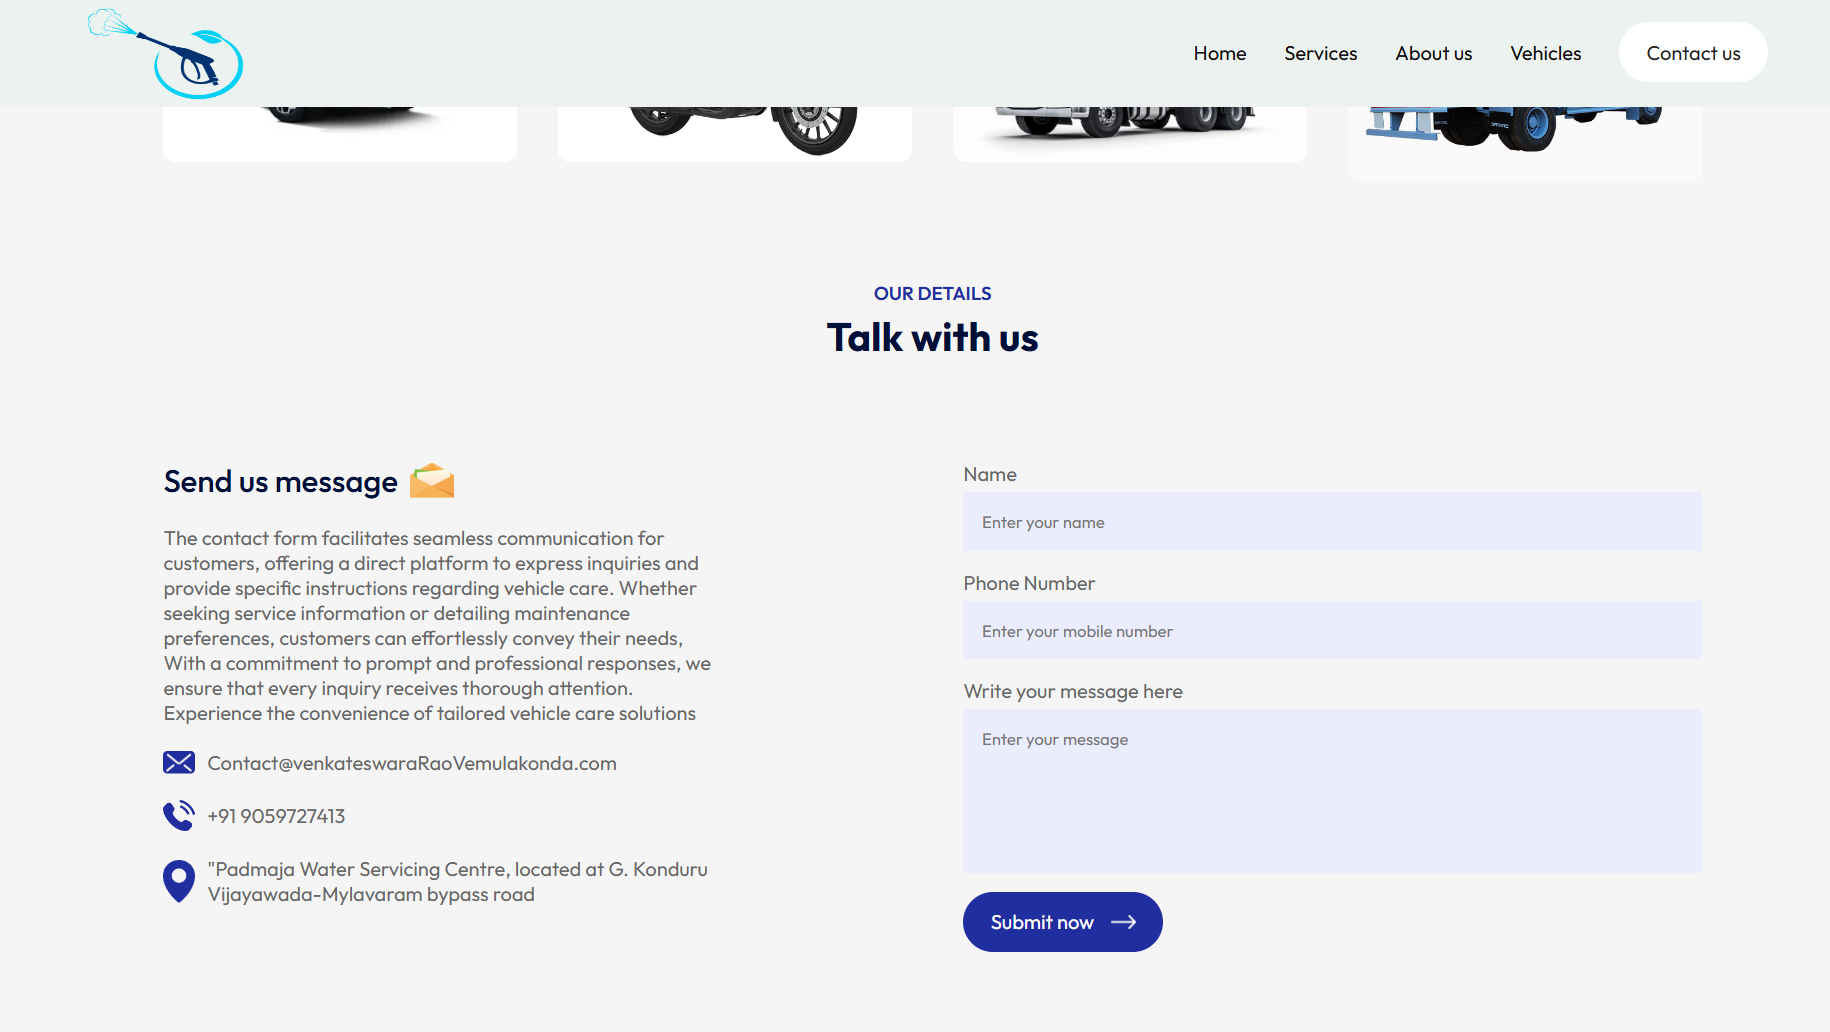 Home
Services
About us
Vehicles
Contact us
OUR DETAILS
Talk with us
Send us message
The contact form facilitates seamless communication for
customers, offering a direct platform to express inquiries and
provide specific instructions regarding vehicle care. Whether
seeking service information or detailing maintenance
preferences, customers can effortlessly convey their needs,
With a commitment to prompt and professional responses, we
ensure that every inquiry receives thorough attention.
Experience the convenience of tailored vehicle care solutions
Contact@venkateswaraRaoVemulakonda.com
+91 9059727413
"Padmaja Water Servicing Centre, located at G. Konduru
Vijayawada-Mylavaram bypass road
Name
Enter your name
Phone Number
Enter your mobile number
Write your message here
Enter your message
Submit now